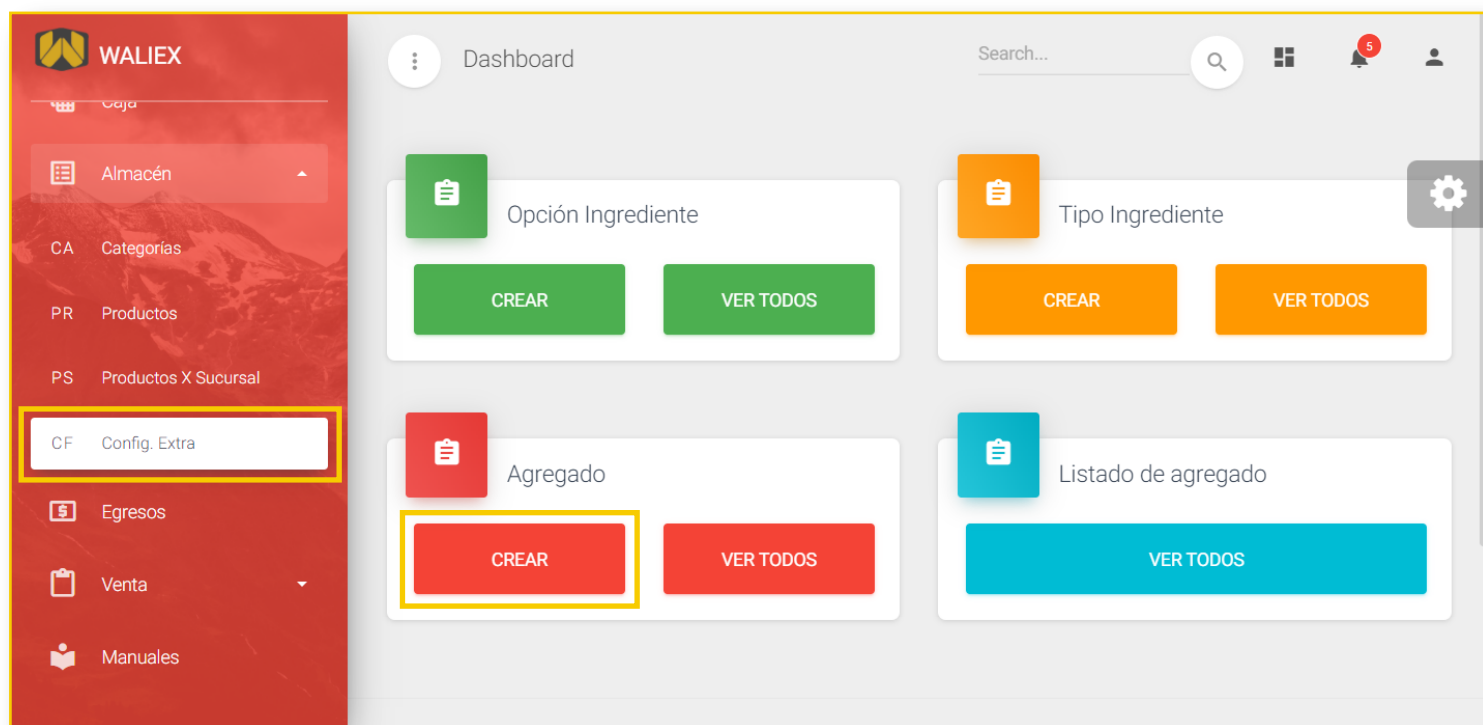 WALIEX
Caja
Almacén
CA Categorías
PR Productos
PS Productos X Sucursal
CF Config. Extra
Egresos
Venta
Manuales
Dashboard
Search...
5
Opción Ingrediente
CREAR VER TODOS
Tipo Ingrediente
CREAR VER TODOS
Agregado
CREAR VER TODOS
Listado de agregado
VER TODOS